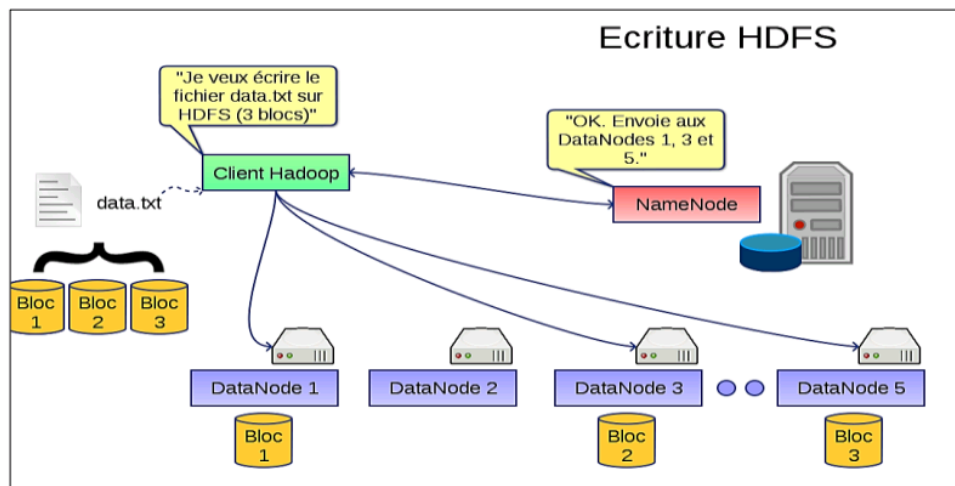 Ecriture HDFS
"Je veux écrire le
fichier data.txt sur
HDFS (3 blocs)"
"OK. Envoie aux
DataNodes 1, 3 et
5."
Client Hadoop
NameNode
data.txt
Bloc
1
Bloc
2
Bloc
3
DataNode 1
DataNode 2
DataNode 3
DataNode 5
Bloc
1
Bloc
2
Bloc
3